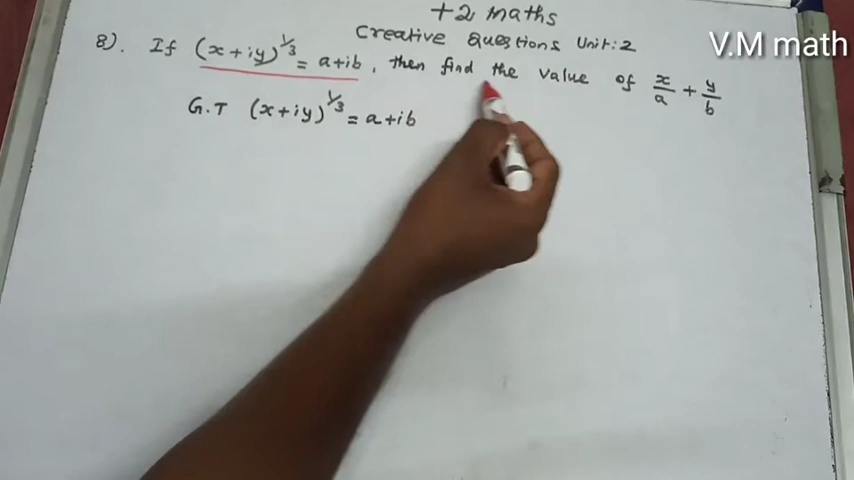 +2 maths
Creative Questions Unit:2
V.M math
8). If (x+iy)^1/3 = a+ib, then find the value of x/a + y/b
G.T (x+iy)^1/3 = a+ib